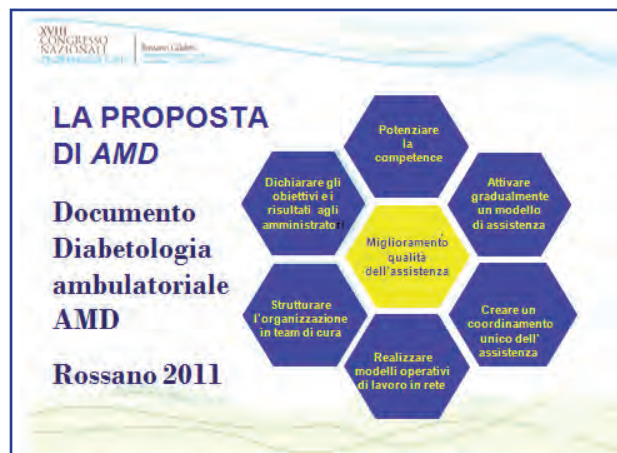 XVIII
CONGRESSO
NAZIONALE
Rossano Calabro
LA PROPOSTA
DI AMD
Documento
Diabetologia
ambulatoriale
AMD
Rossano 2011
Potenziare
la
competence
Attivare
gradualmente
un modello
di assistenza
Creare un
coordinamento
unico dell'
assistenza
Realizzare
modelli operativi
di lavoro in rete
Strutturare
l'organizzazione
in team di cura
Dichiarare gli
obiettivi e i
risultati agli
amministratori
Miglioramento
qualità
dell'assistenza